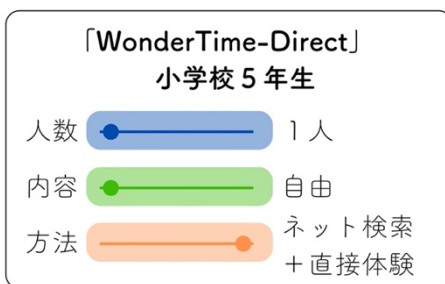 「WonderTime-Direct」
小学校5年生
人数 1人
内容 自由
方法 ネット検索
＋直接体験